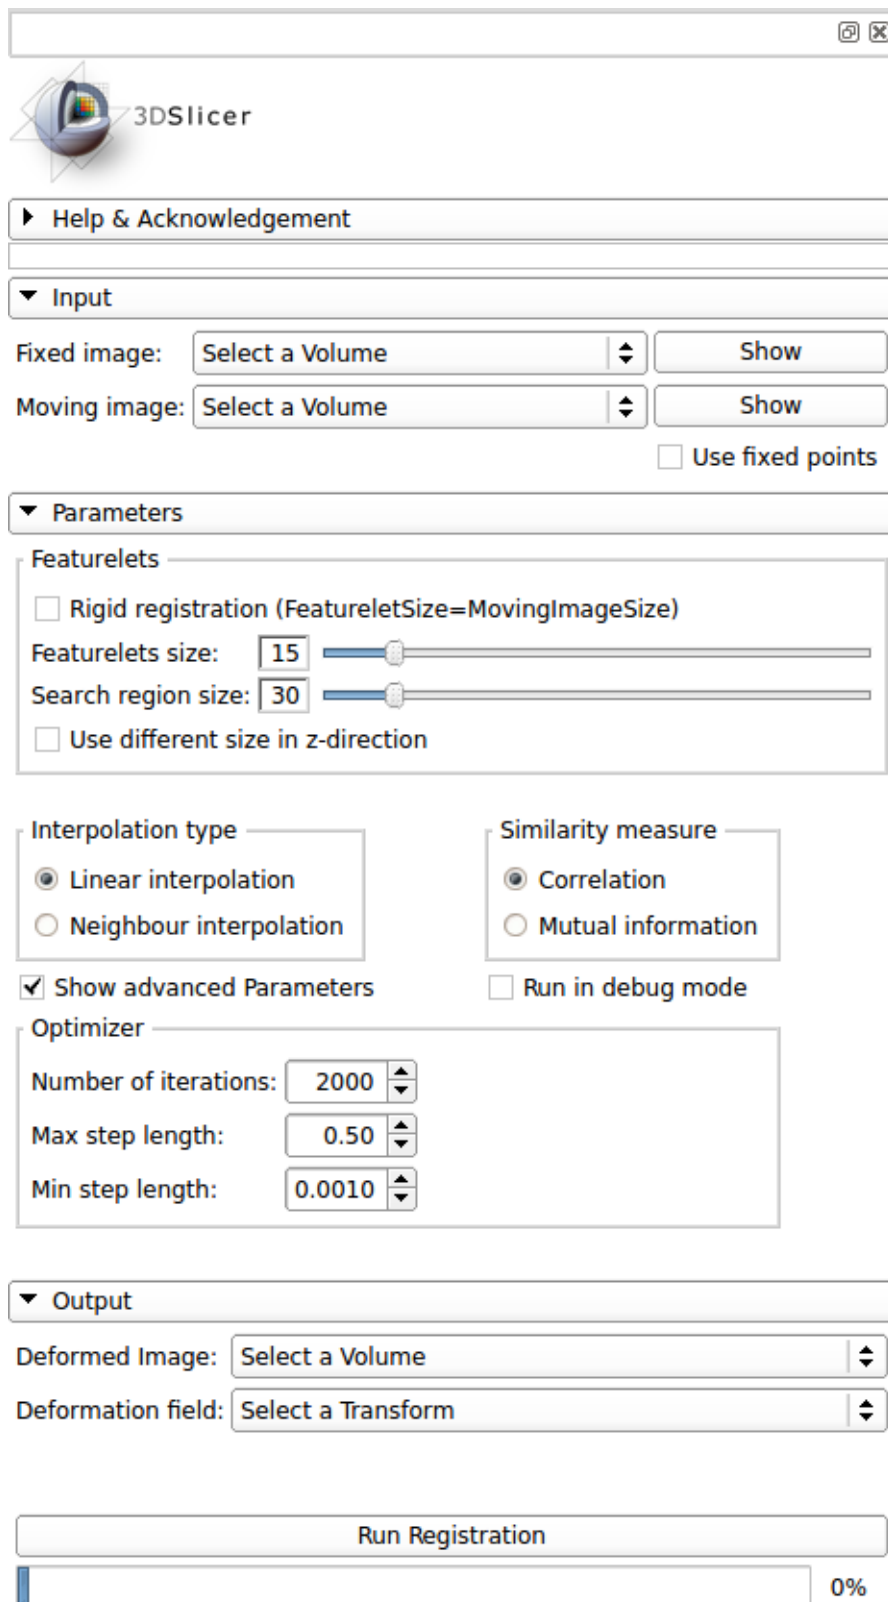 3DSlicer
Help & Acknowledgement
Input
Fixed image: Select a Volume Show
Moving image: Select a Volume Show
Use fixed points
Parameters
Featurelets
Rigid registration (FeatureletSize=MovingImageSize)
Featurelets size: 15
Search region size: 30
Use different size in z-direction
Interpolation type Similarity measure
Linear interpolation Correlation
Neighbour interpolation Mutual information
Show advanced Parameters Run in debug mode
Optimizer
Number of iterations: 2000
Max step length: 0.50
Min step length: 0.0010
Output
Deformed Image: Select a Volume
Deformation field: Select a Transform
Run Registration
0%